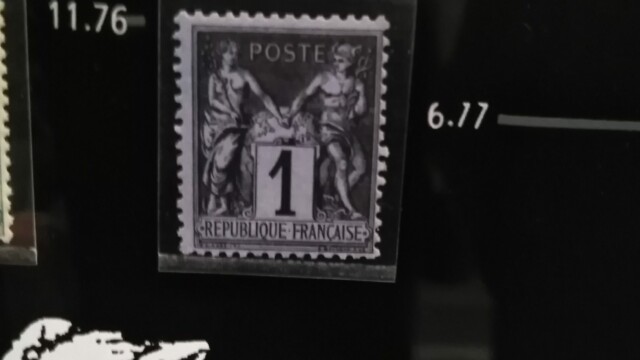 11.76
POSTE
6.77
1
REPUBLIQUE FRANÇAISE